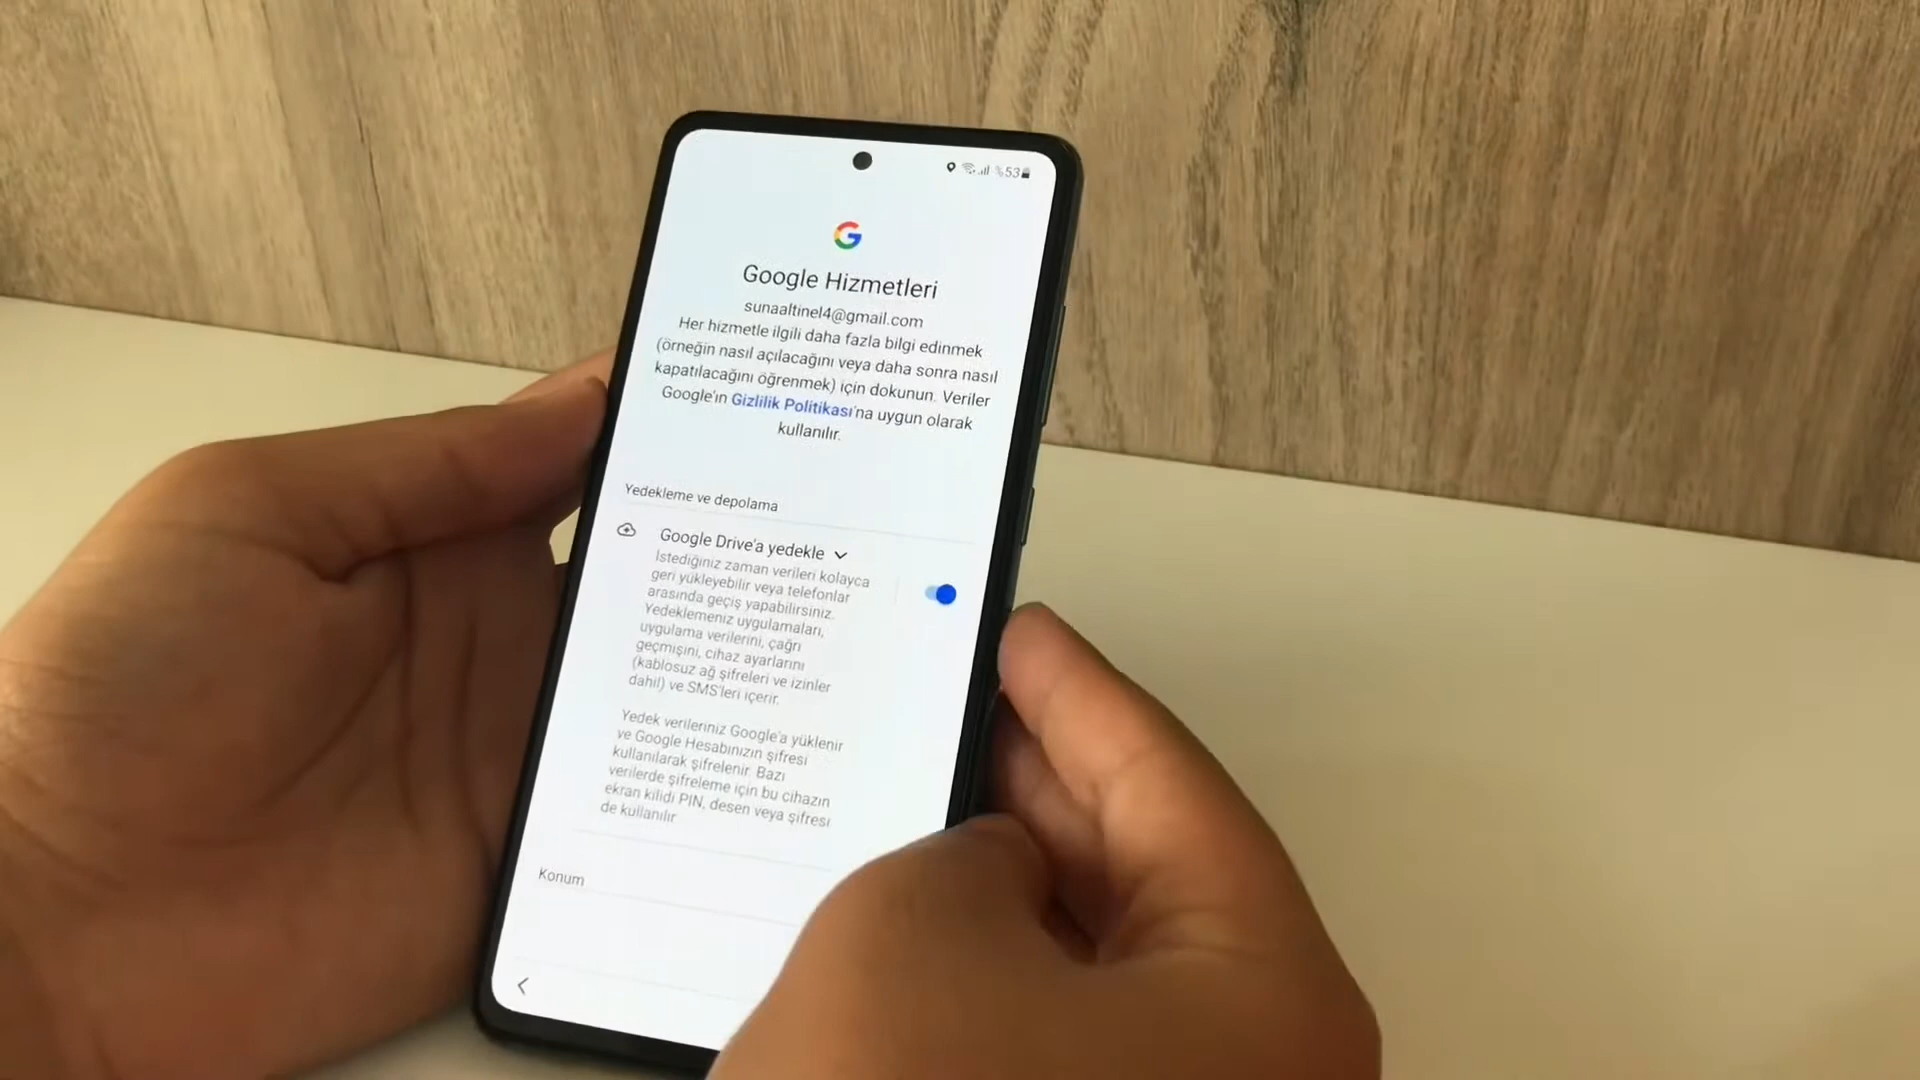 %53
Google Hizmetleri
sunaaltinel4@gmail.com
Her hizmetle ilgili daha fazla bilgi edinmek
(örneğin nasıl açılacağını veya daha sonra nasıl
kapatılacağını öğrenmek) için dokunun. Veriler
Google'ın Gizlilik Politikası'na uygun olarak
kullanılır.
Yedekleme ve depolama
Google Drive'a yedekle
İstediğiniz zaman verileri kolayca
geri yükleyebilir veya telefonlar
arasında geçiş yapabilirsiniz.
Yedeklemeniz uygulamaları,
uygulama verilerini, çağrı
geçmişini, cihaz ayarlarını
(kablosuz ağ şifreleri ve izinler
dahil) ve SMS'leri içerir.
Yedek verileriniz Google'a yüklenir
ve Google Hesabınızın şifresi
kullanılarak şifrelenir. Bazı
verilerde şifreleme için bu cihazın
ekran kilidi PIN, desen veya şifresi
de kullanılır
Konum